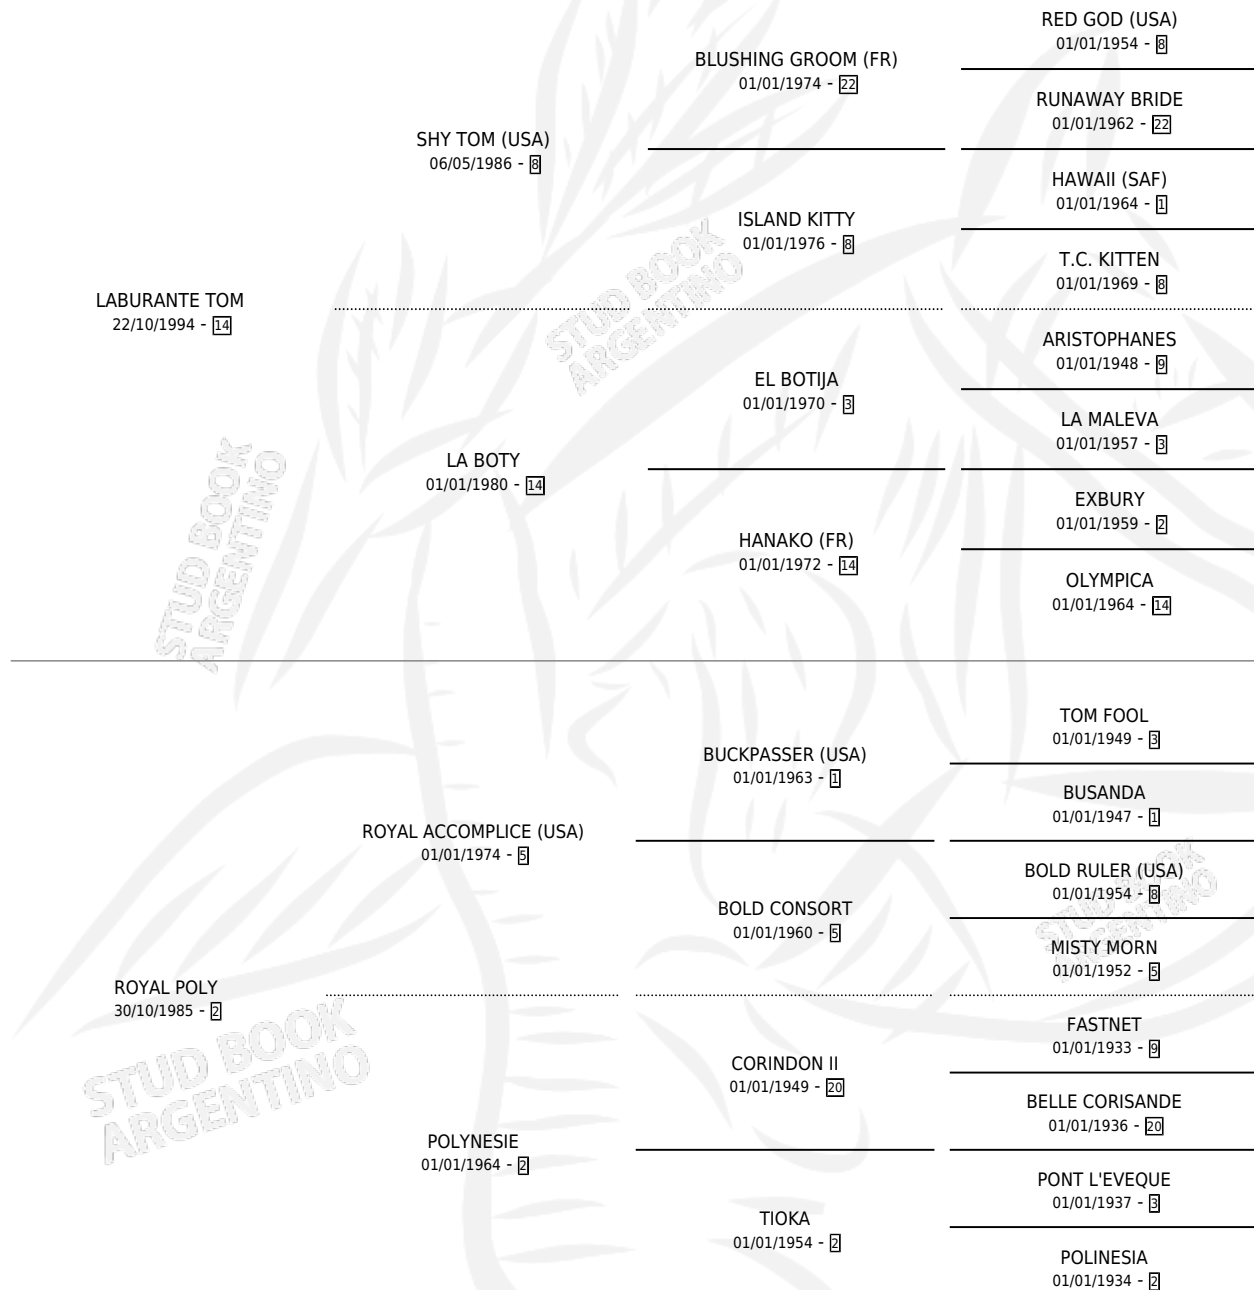 RED GOD (USA)
01/01/1954 - 8
BLUSHING GROOM (FR)
01/01/1974 - 22
RUNAWAY BRIDE
01/01/1962 - 22
SHY TOM (USA)
06/05/1986 - 8
HAWAII (SAF)
01/01/1964 - 1
ISLAND KITTY
01/01/1976 - 8
T.C. KITTEN
01/01/1969 - 8
LABURANTE TOM
22/10/1994 - 14
STUD BOOK
ARGENTINO
ARISTOPHANES
01/01/1948 - 9
EL BOTIJA
01/01/1970 - 3
LA MALEVA
01/01/1957 - 3
LA BOTY
01/01/1980 - 14
EXBURY
01/01/1959 - 2
HANAKO (FR)
01/01/1972 - 14
OLYMPICA
01/01/1964 - 14
STUD BOOK
ARGENTINO
TOM FOOL
01/01/1949 - 3
BUCKPASSER (USA)
01/01/1963 - 1
BUSANDA
01/01/1947 - 1
ROYAL ACCOMPLICE (USA)
01/01/1974 - 5
BOLD RULER (USA)
01/01/1954 - 8
BOLD CONSORT
01/01/1960 - 5
MISTY MORN
01/01/1952 - 5
STUD BOOK
ARGENTINO
ROYAL POLY
30/10/1985 - 2
FASTNET
01/01/1933 - 9
CORINDON II
01/01/1949 - 20
BELLE CORISANDE
01/01/1936 - 20
STUD BOOK
ARGENTINO
POLYNESIE
01/01/1964 - 2
PONT L'EVEQUE
01/01/1937 - 3
TIOKA
01/01/1954 - 2
POLINESIA
01/01/1934 - 2